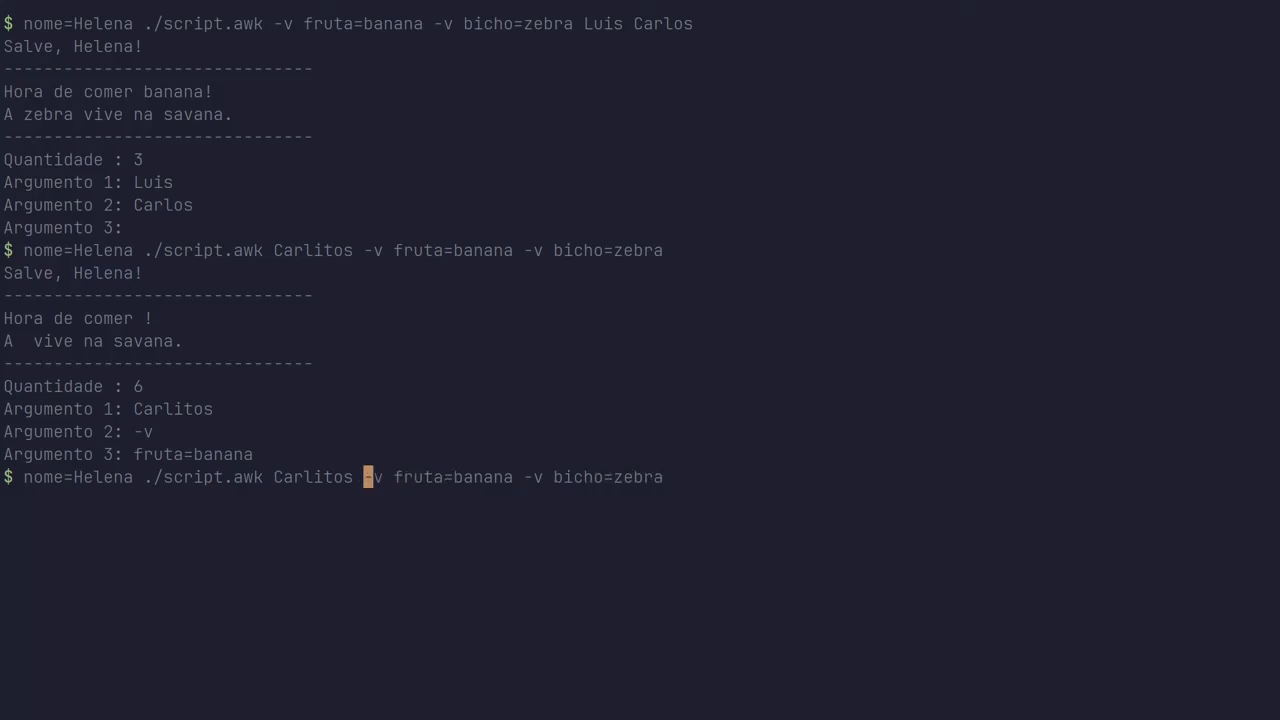 $ nome=Helena ./script.awk -v fruta=banana -v bicho=zebra Luis Carlos
Salve, Helena!
-------------------------------
Hora de comer banana!
A zebra vive na savana.
-------------------------------
Quantidade : 3
Argumento 1: Luis
Argumento 2: Carlos
Argumento 3:
$ nome=Helena ./script.awk Carlitos -v fruta=banana -v bicho=zebra
Salve, Helena!
-------------------------------
Hora de comer !
A  vive na savana.
-------------------------------
Quantidade : 6
Argumento 1: Carlitos
Argumento 2: -v
Argumento 3: fruta=banana
$ nome=Helena ./script.awk Carlitos -v fruta=banana -v bicho=zebra